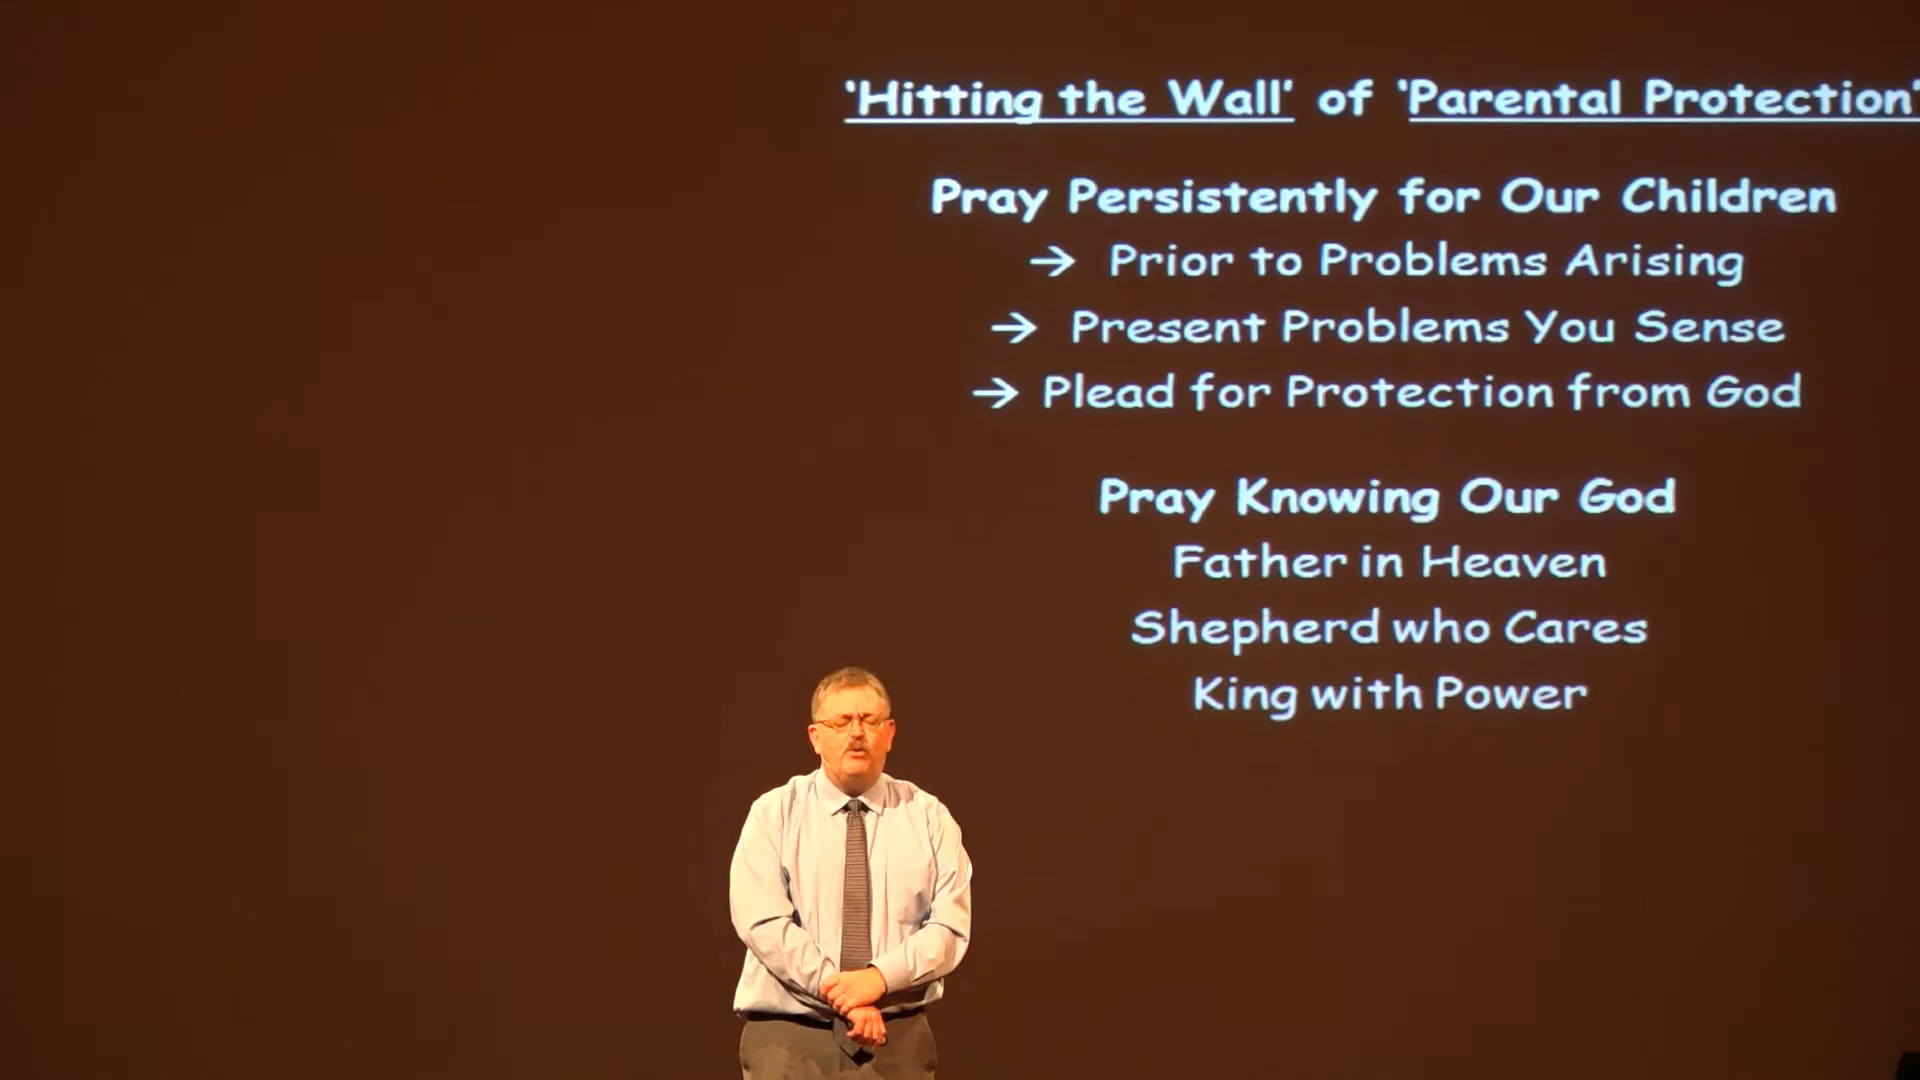 ‘Hitting the Wall’ of ‘Parental Protection’
Pray Persistently for Our Children
→ Prior to Problems Arising
→ Present Problems You Sense
→ Plead for Protection from God
Pray Knowing Our God
Father in Heaven
Shepherd who Cares
King with Power